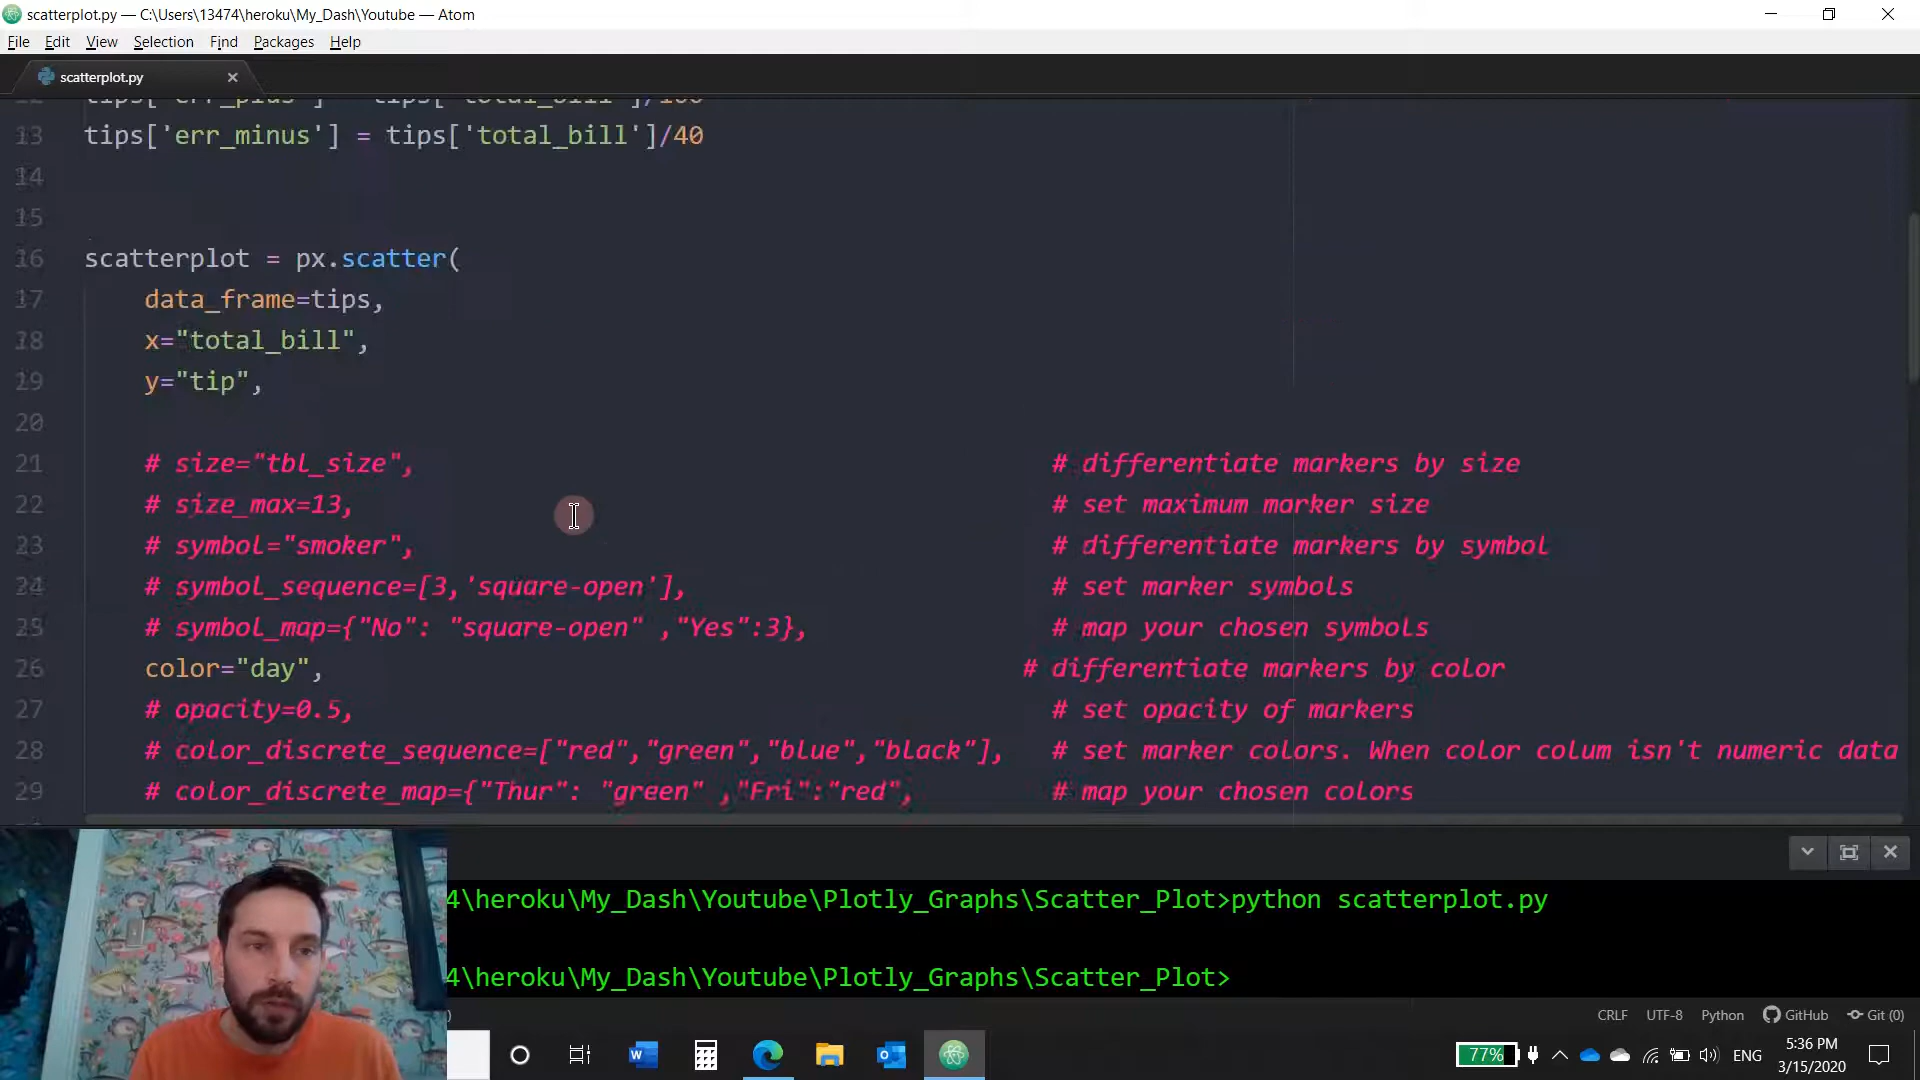 scatterplot.py — C:\Users\13474\heroku\My_Dash\Youtube — Atom
File Edit View Selection Find Packages Help
scatterplot.py
12 tips['err_plus'] = tips['total_bill']/100
13 tips['err_minus'] = tips['total_bill']/40
14
15
16 scatterplot = px.scatter(
17 data_frame=tips,
18 x="total_bill",
19 y="tip",
20
21 # size="tbl_size", # differentiate markers by size
22 # size_max=13, # set maximum marker size
23 # symbol="smoker", # differentiate markers by symbol
24 # symbol_sequence=[3,'square-open'], # set marker symbols
25 # symbol_map={"No": "square-open" ,"Yes":3}, # map your chosen symbols
26 color="day", # differentiate markers by color
27 # opacity=0.5, # set opacity of markers
28 # color_discrete_sequence=["red","green","blue","black"], # set marker colors. When color colum isn't numeric data
29 # color_discrete_map={"Thur": "green" ,"Fri":"red", # map your chosen colors
4\heroku\My_Dash\Youtube\Plotly_Graphs\Scatter_Plot>python scatterplot.py
4\heroku\My_Dash\Youtube\Plotly_Graphs\Scatter_Plot>
CRLF UTF-8 Python GitHub Git (0)
77% ENG 5:36 PM
3/15/2020